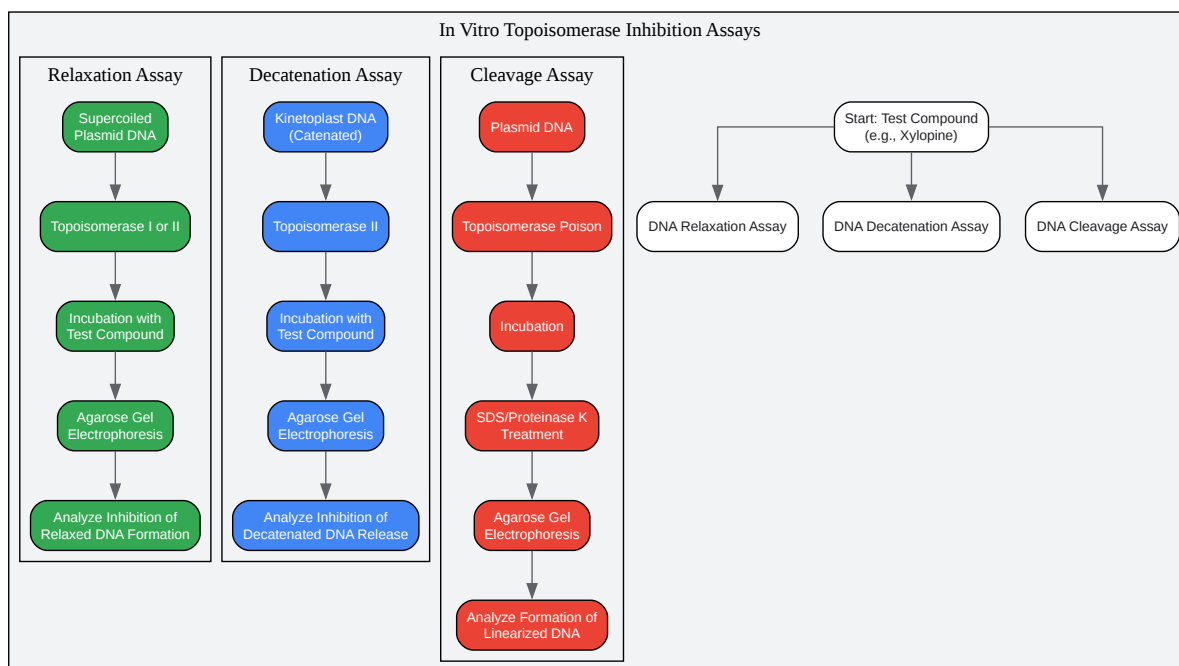 In Vitro Topoisomerase Inhibition Assays
Relaxation Assay
Supercoiled
Plasmid DNA
Topoisomerase I or II
Incubation with
Test Compound
Agarose Gel
Electrophoresis
Analyze Inhibition of
Relaxed DNA Formation
Decatenation Assay
Kinetoplast DNA
(Catenated)
Topoisomerase II
Incubation with
Test Compound
Agarose Gel
Electrophoresis
Analyze Inhibition of
Decatenated DNA Release
Cleavage Assay
Plasmid DNA
Topoisomerase Poison
Incubation
SDS/Proteinase K
Treatment
Agarose Gel
Electrophoresis
Analyze Formation of
Linearized DNA
Start: Test Compound
(e.g., Xylopine)
DNA Relaxation Assay
DNA Decatenation Assay
DNA Cleavage Assay